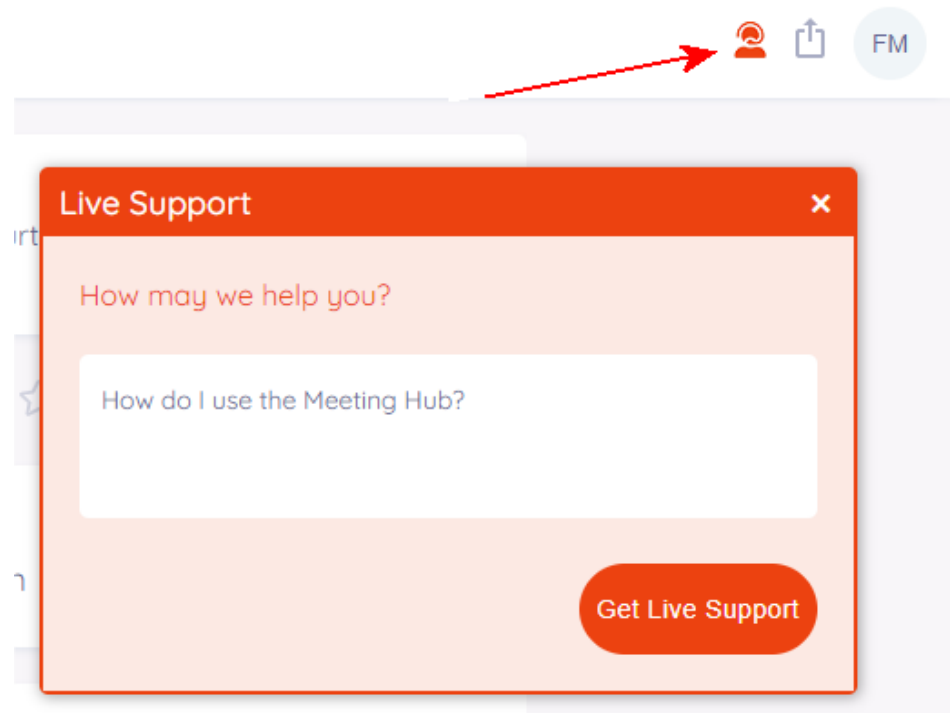 FM
Live Support
How may we help you?
How do I use the Meeting Hub?
Get Live Support